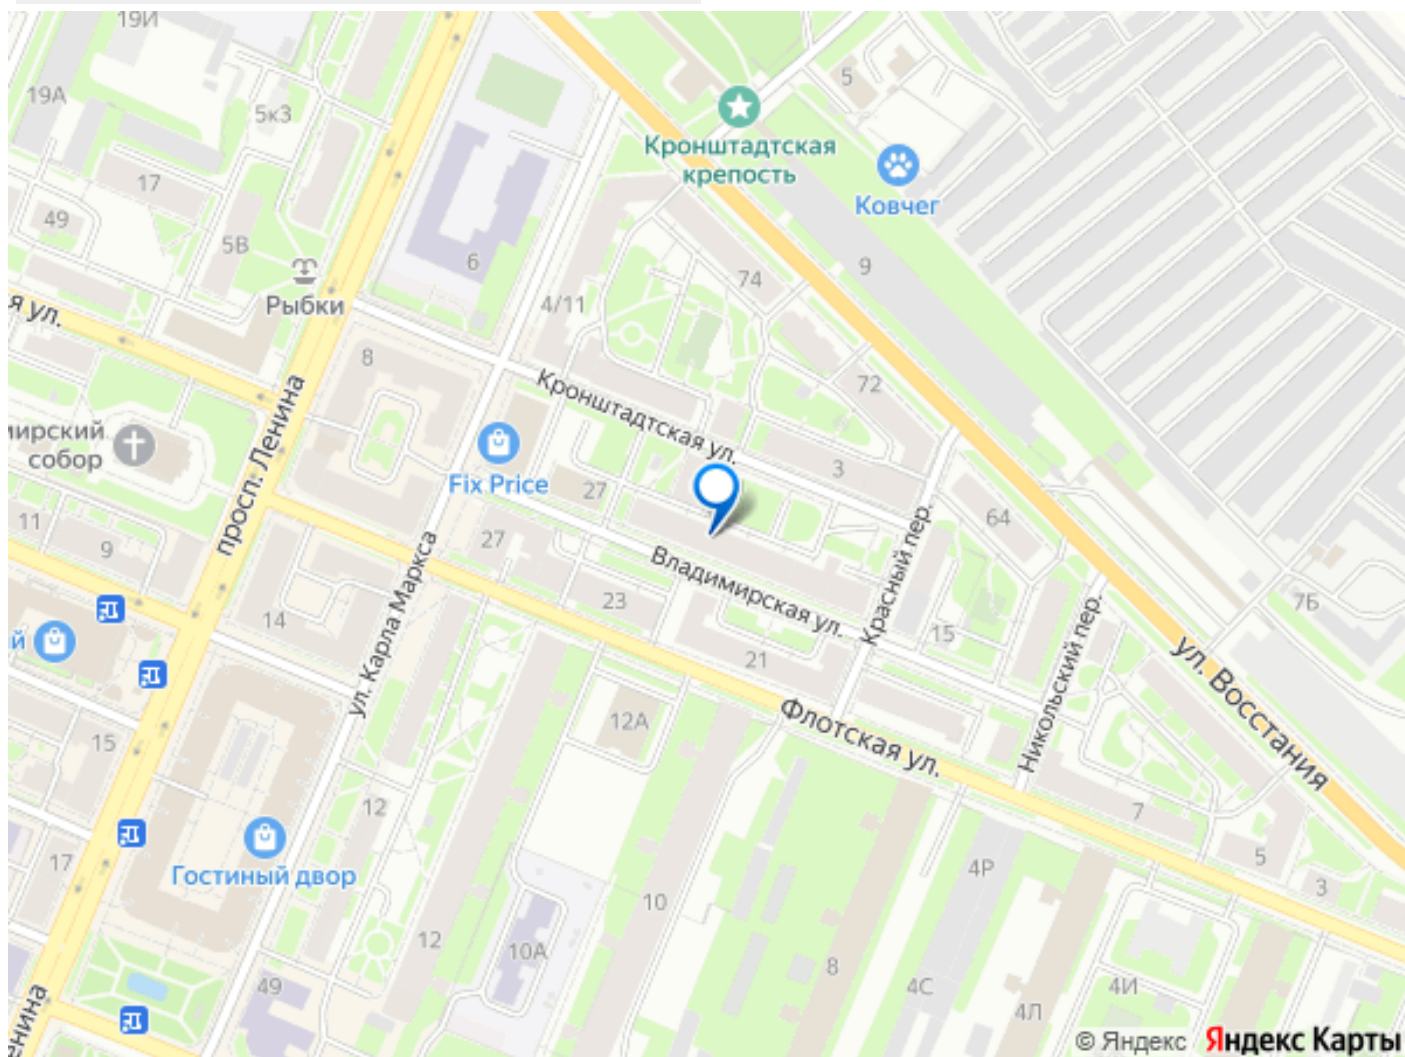 19И
19А
5к3
17
49
5В
Рыбки
я ул.
6
4/11
8
Кронштадтская
крепость
5
Ковчег
9
74
72
Кронштадтская ул.
3
мирский
собор
просп. Ленина
Fix Price
27
27
64
11
9
Владимирская ул.
Красный пер.
15
23
21
14
й
ул. Карла Маркса
7Б
Никольский пер.
ул. Восстания
Флотская ул.
12А
15
12
Гостиный двор
17
7
5
3
4Р
10
12
10А
8
4С
4И
4Л
49
енина
© Яндекс Яндекс Карты